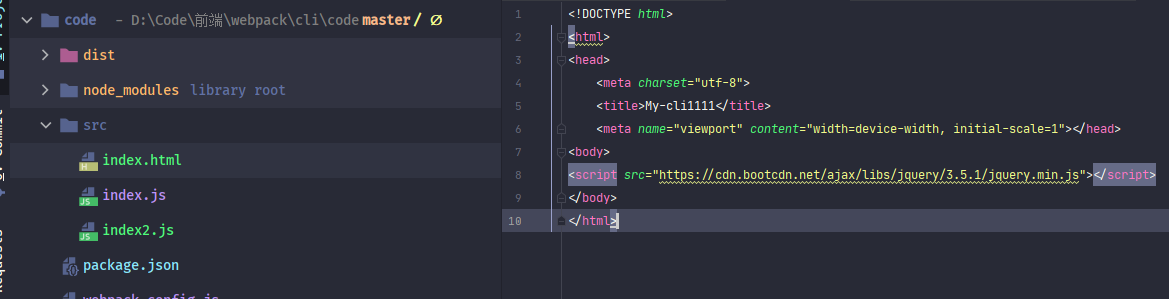 code – D:\Code\前端\webpack\cli\code master / Ø
dist
node_modules library root
src
index.html
index.js
index2.js
package.json
webpack.config.js
commit
Requests
1 <!DOCTYPE html>
2 <html>
3 <head>
4 <meta charset="utf-8">
5 <title>My-cli1111</title>
6 <meta name="viewport" content="width=device-width, initial-scale=1"></head>
7 <body>
8 <script src="https://cdn.bootcdn.net/ajax/libs/jquery/3.5.1/jquery.min.js"></script>
9 </body>
10 </html>